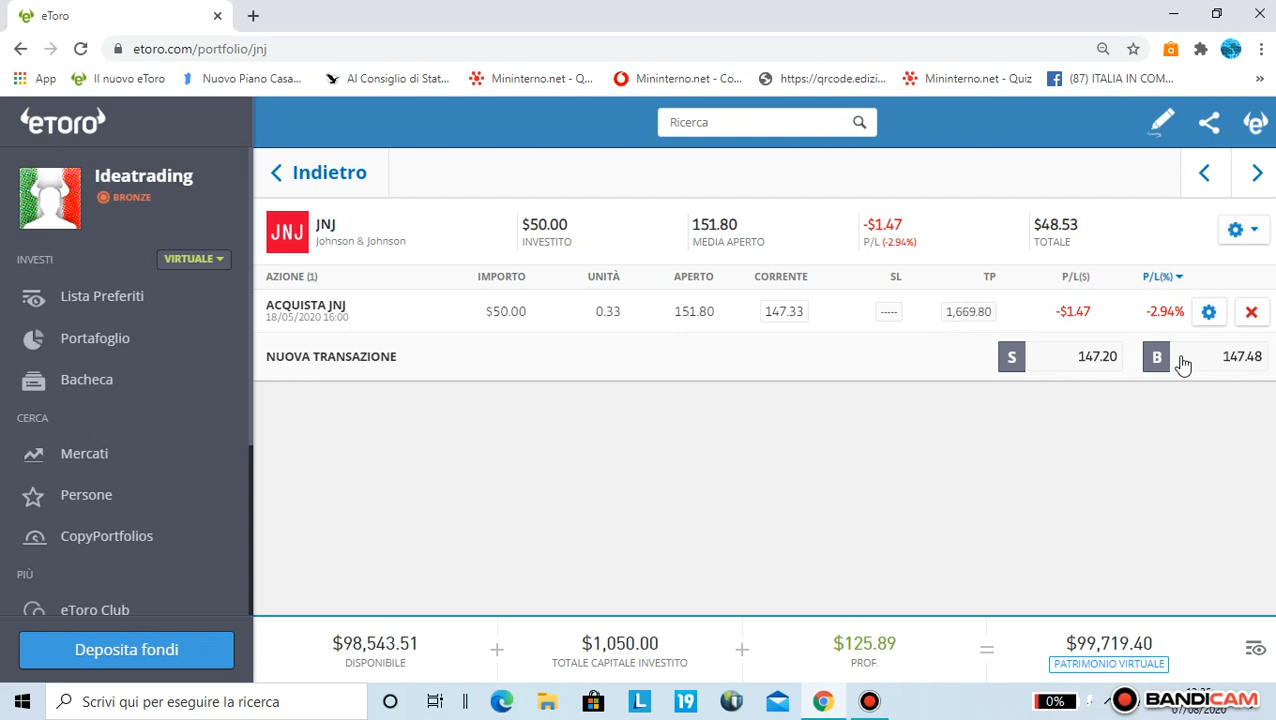 eToro
etoro.com/portfolio/jnj
App
Il nuovo eToro
Nuovo Piano Casa...
Al Consiglio di Stat...
Mininterno.net - Q...
Mininterno.net - Co...
https://qrcode.edizi...
Mininterno.net - Quiz
(87) ITALIA IN COM...
»
eToro
Ricerca
Ideatrading
BRONZE
INVESTI
VIRTUALE
Lista Preferiti
Portafoglio
Bacheca
CERCA
Mercati
Persone
CopyPortfolios
PIÙ
eToro Club
Deposita fondi
Indietro
JNJ
JNJ
Johnson & Johnson
$50.00
INVESTITO
151.80
MEDIA APERTO
-$1.47
P/L (-2.94%)
$48.53
TOTALE
AZIONE (1) IMPORTO UNITÀ APERTO CORRENTE SL TP P/L($) P/L(%)
ACQUISTA JNJ $50.00 0.33 151.80 147.33 ----- 1,669.80 -$1.47 -2.94%
18/05/2020 16:00
NUOVA TRANSAZIONE S 147.20 B 147.48
$98,543.51 + $1,050.00 + $125.89 = $99,719.40
DISPONIBILE TOTALE CAPITALE INVESTITO PROF. PATRIMONIO VIRTUALE
Scrivi qui per eseguire la ricerca
L
19
0%
BANDICAM
07/08/2020